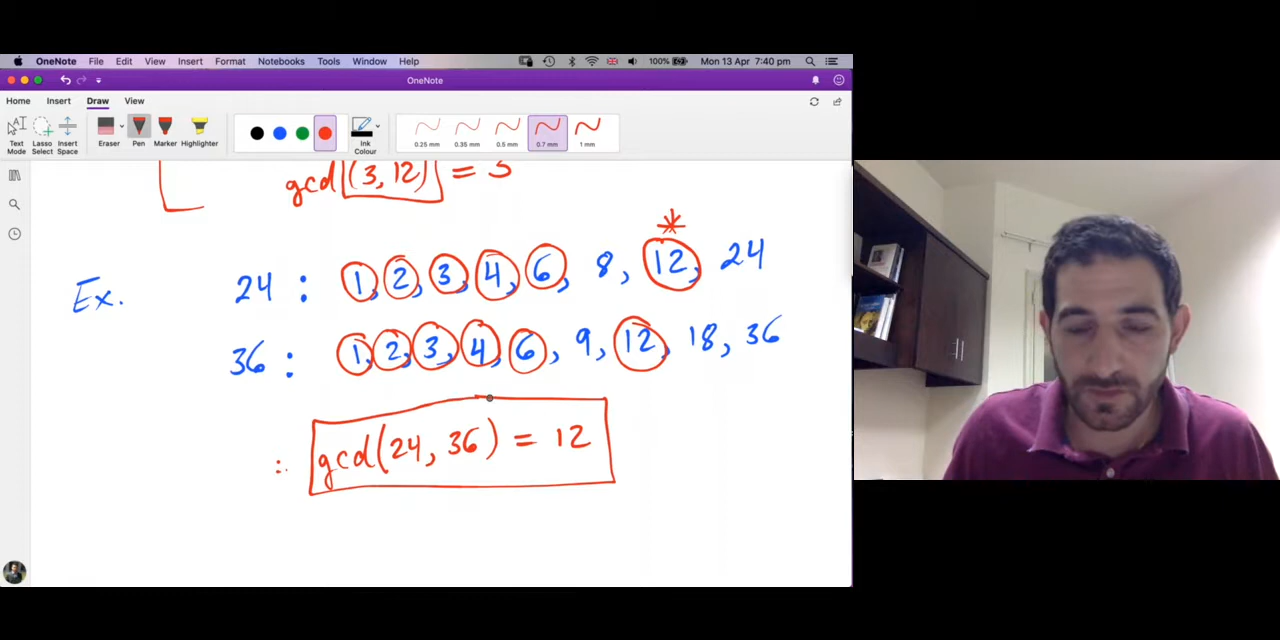 OneNote File Edit View Insert Format Notebooks Tools Window Help 100% Mon 13 Apr 7:40 pm
OneNote
Home Insert Draw View
Text Mode Lasso Select Insert Space Eraser Pen Marker Highlighter Ink Colour 0.25 mm 0.35 mm 0.5 mm 0.7 mm 1 mm
gcd(3, 12) =
*
Ex. 24 : 1, 2, 3, 4, 6, 8, 12, 24
36 : 1, 2, 3, 4, 6, 9, 12, 18, 36
∴ gcd(24, 36) = 12